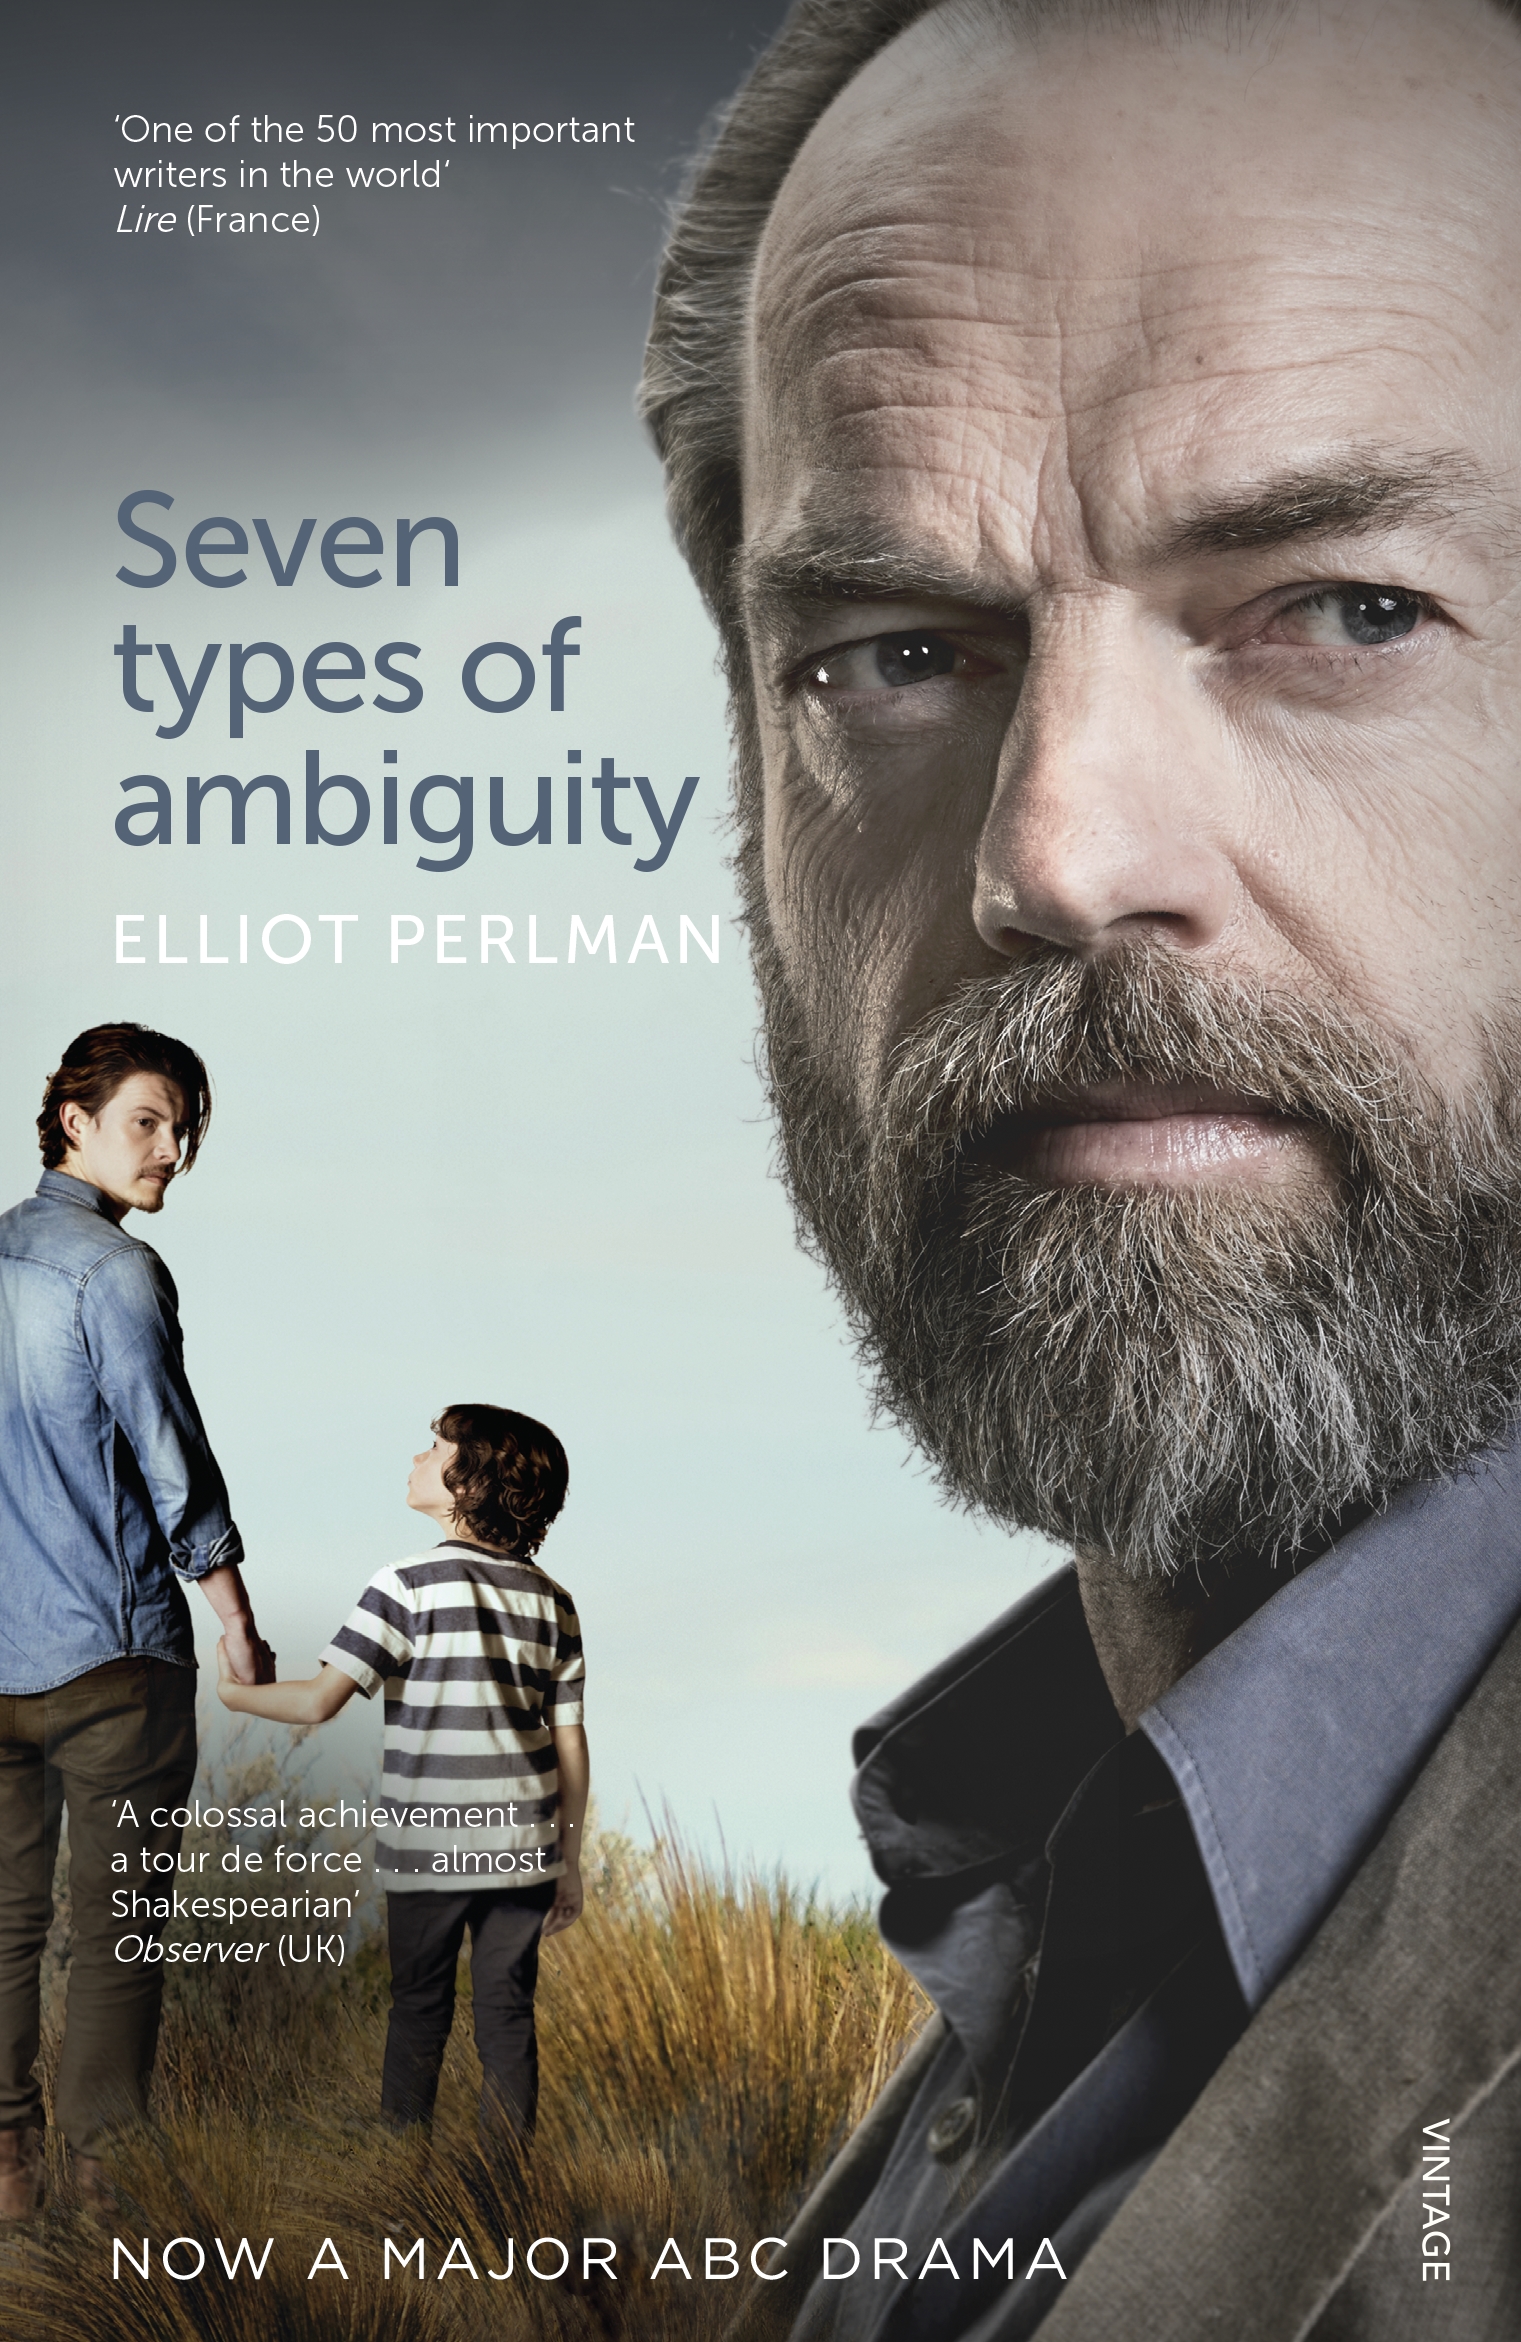 ‘One of the 50 most important
writers in the world‘
Lire (France)
Seven
types of
ambiguity
ELLIOT PERLMAN
‘A colossal achievement . . .
a tour de force . . . almost
Shakespearian’
Observer (UK)
NOW A MAJOR ABC DRAMA
VINTAGE